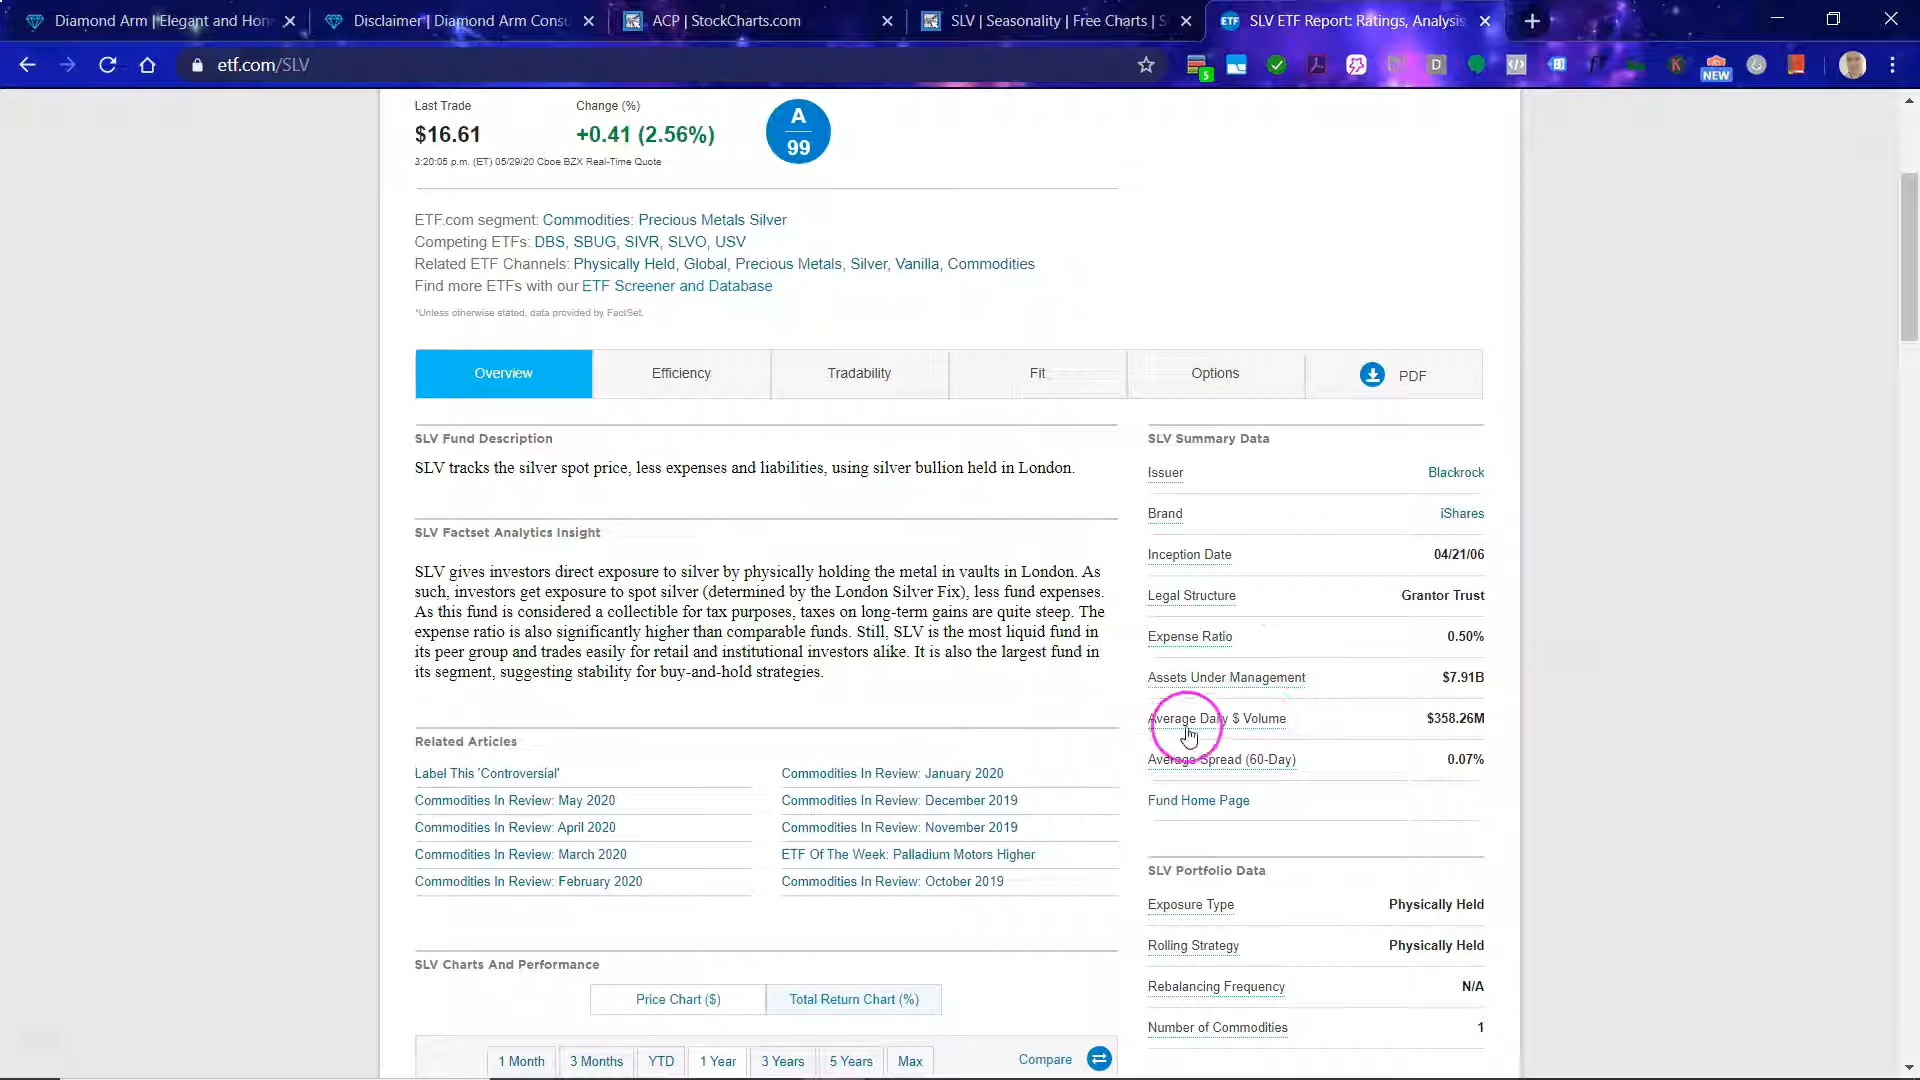 Diamond Arm | Elegant and Hon
Disclaimer | Diamond Arm Consu
ACP | StockCharts.com
SLV | Seasonality | Free Charts | S
SLV ETF Report: Ratings, Analysis
etf.com/SLV
5
D
NEW
Last Trade
Change (%)
$16.61
+0.41 (2.56%)
A
99
3:20:05 p.m. (ET) 05/29/20 Cboe BZX Real-Time Quote
ETF.com segment: Commodities: Precious Metals Silver
Competing ETFs: DBS, SBUG, SIVR, SLVO, USV
Related ETF Channels: Physically Held, Global, Precious Metals, Silver, Vanilla, Commodities
Find more ETFs with our ETF Screener and Database
*Unless otherwise stated, data provided by FactSet.
Overview
Efficiency
Tradability
Fit
Options
PDF
SLV Fund Description
SLV tracks the silver spot price, less expenses and liabilities, using silver bullion held in London.
SLV Factset Analytics Insight
SLV gives investors direct exposure to silver by physically holding the metal in vaults in London. As
such, investors get exposure to spot silver (determined by the London Silver Fix), less fund expenses.
As this fund is considered a collectible for tax purposes, taxes on long-term gains are quite steep. The
expense ratio is also significantly higher than comparable funds. Still, SLV is the most liquid fund in
its peer group and trades easily for retail and institutional investors alike. It is also the largest fund in
its segment, suggesting stability for buy-and-hold strategies.
Related Articles
Label This 'Controversial'
Commodities In Review: May 2020
Commodities In Review: April 2020
Commodities In Review: March 2020
Commodities In Review: February 2020
Commodities In Review: January 2020
Commodities In Review: December 2019
Commodities In Review: November 2019
ETF Of The Week: Palladium Motors Higher
Commodities In Review: October 2019
SLV Charts And Performance
Price Chart ($)
Total Return Chart (%)
1 Month
3 Months
YTD
1 Year
3 Years
5 Years
Max
Compare
SLV Summary Data
Issuer Blackrock
Brand iShares
Inception Date 04/21/06
Legal Structure Grantor Trust
Expense Ratio 0.50%
Assets Under Management $7.91B
Average Daily $ Volume $358.26M
Average Spread (60-Day) 0.07%
Fund Home Page
SLV Portfolio Data
Exposure Type Physically Held
Rolling Strategy Physically Held
Rebalancing Frequency N/A
Number of Commodities 1